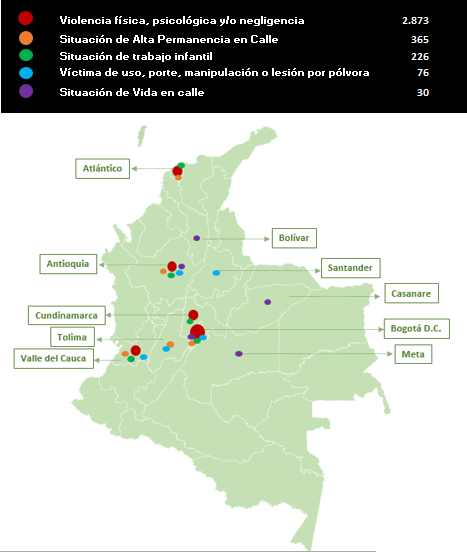 Violencia física, psicológica y/o negligencia 2.873
Situación de Alta Permanencia en Calle 365
Situación de trabajo infantil 226
Víctima de uso, porte, manipulación o lesión por pólvora 76
Situación de Vida en calle 30
Atlántico
Bolívar
Antioquia
Santander
Casanare
Cundinamarca
Bogotá D.C.
Tolima
Valle del Cauca
Meta